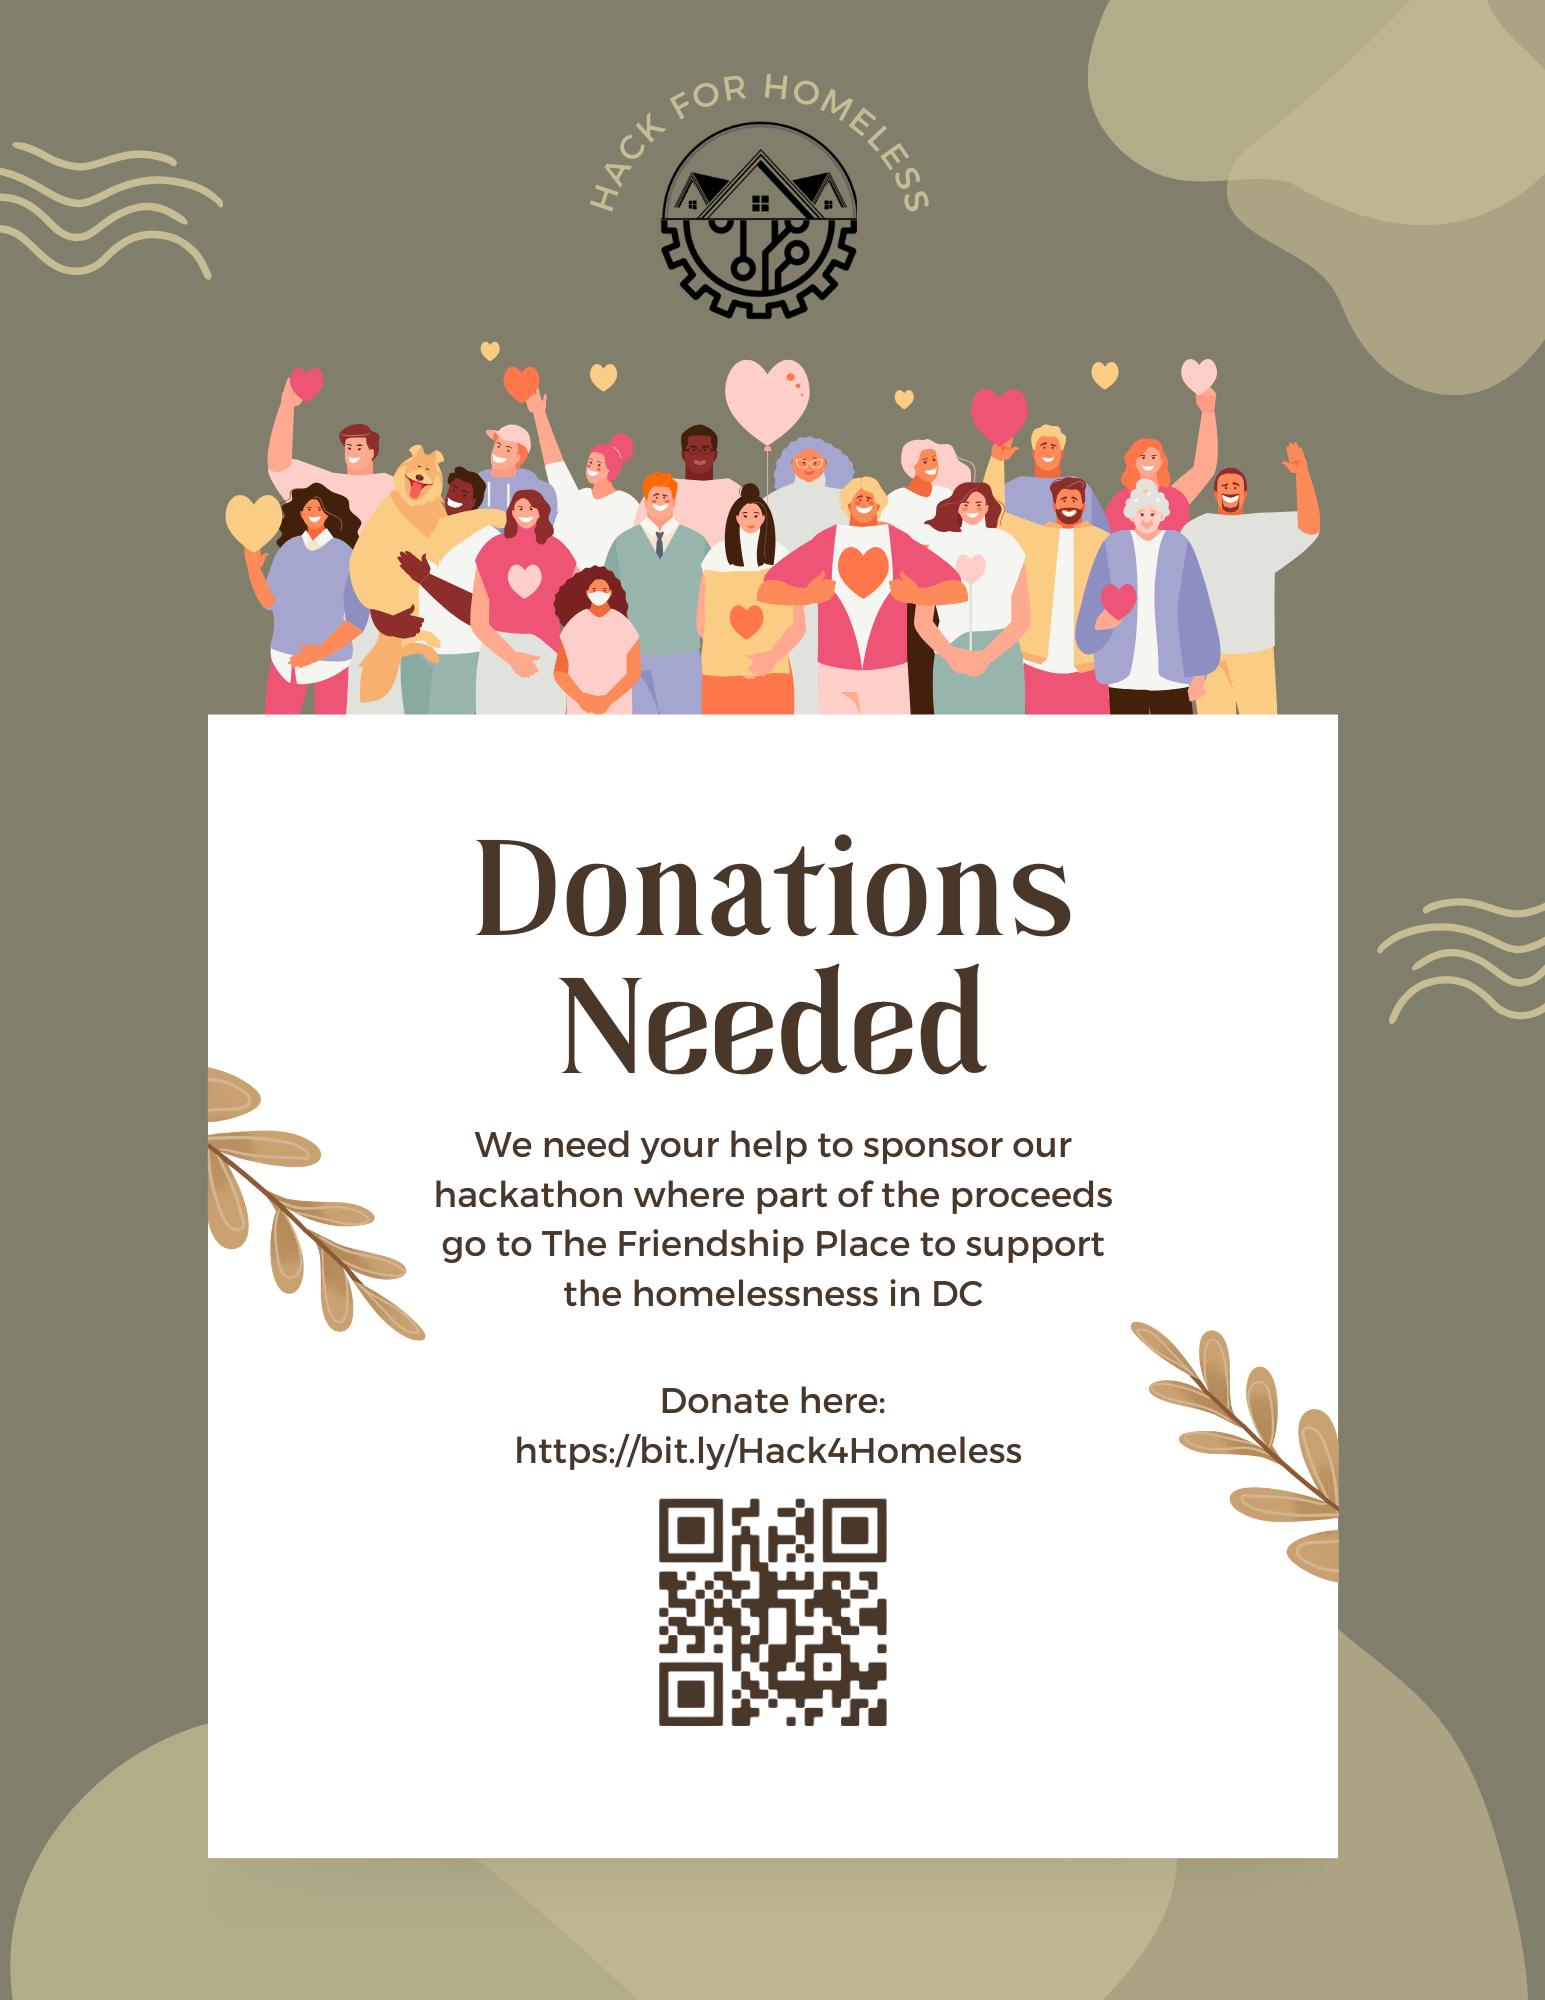 HACK FOR HOMELESS
Donations
Needed
We need your help to sponsor our
hackathon where part of the proceeds
go to The Friendship Place to support
the homelessness in DC
Donate here:
https://bit.ly/Hack4Homeless